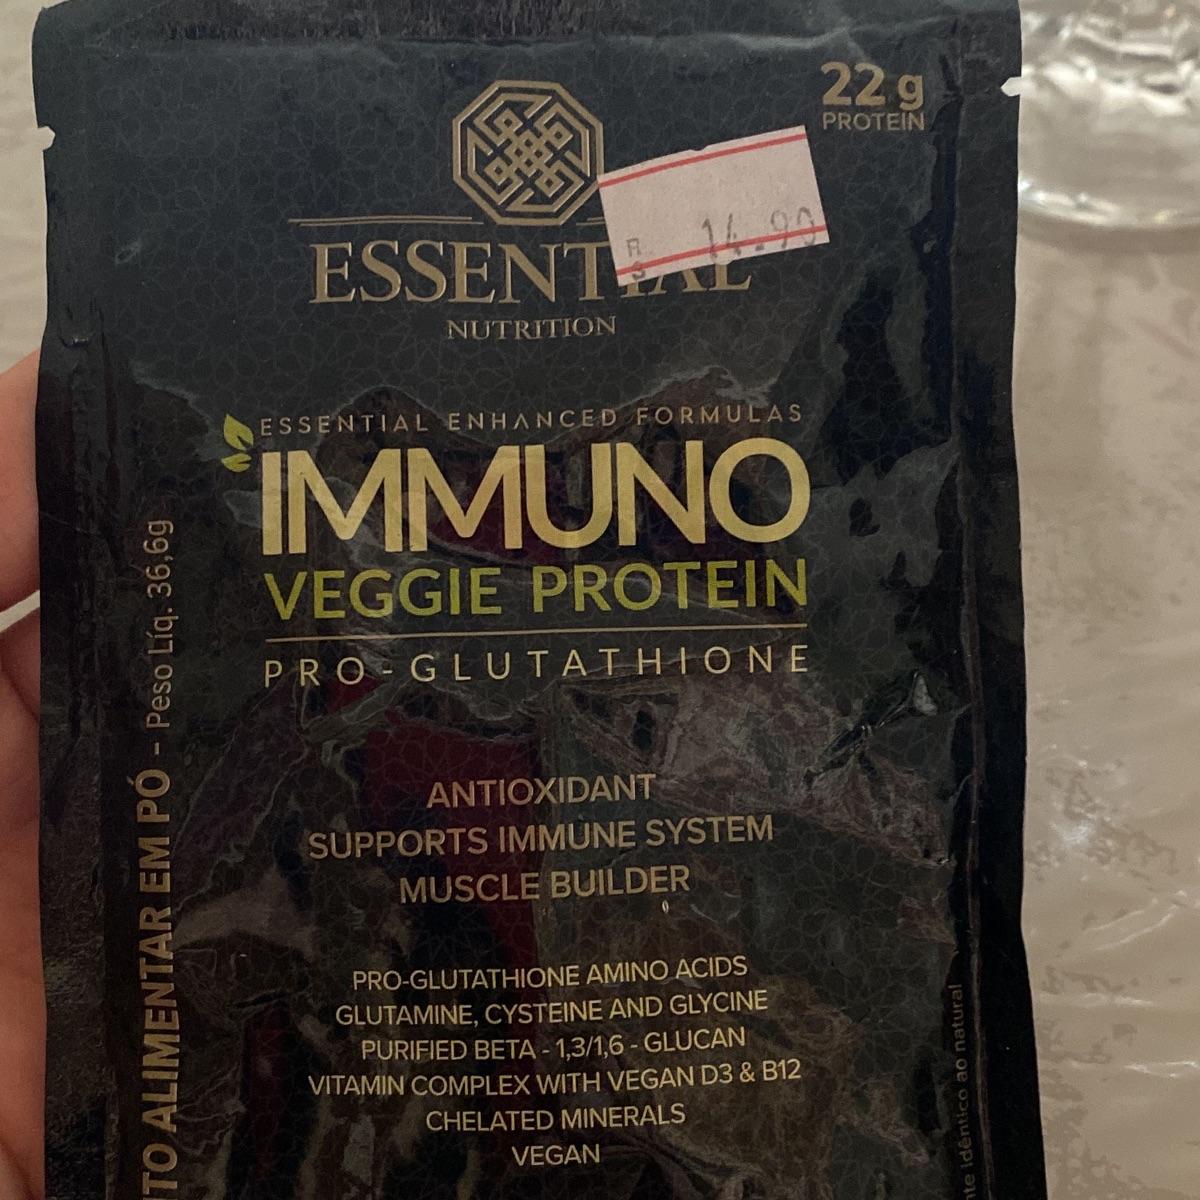 22 g
PROTEIN
R$ 14.90
ESSENTIAL
NUTRITION
ESSENTIAL ENHANCED FORMULAS
IMMUNO
VEGGIE PROTEIN
PRO-GLUTATHIONE
ANTIOXIDANT
SUPPORTS IMMUNE SYSTEM
MUSCLE BUILDER
PRO-GLUTATHIONE AMINO ACIDS
GLUTAMINE, CYSTEINE AND GLYCINE
PURIFIED BETA - 1,3/1,6 - GLUCAN
VITAMIN COMPLEX WITH VEGAN D3 & B12
CHELATED MINERALS
VEGAN
TO ALIMENTAR EM PÓ - Peso Líq. 36,6g
te idêntico ao natural